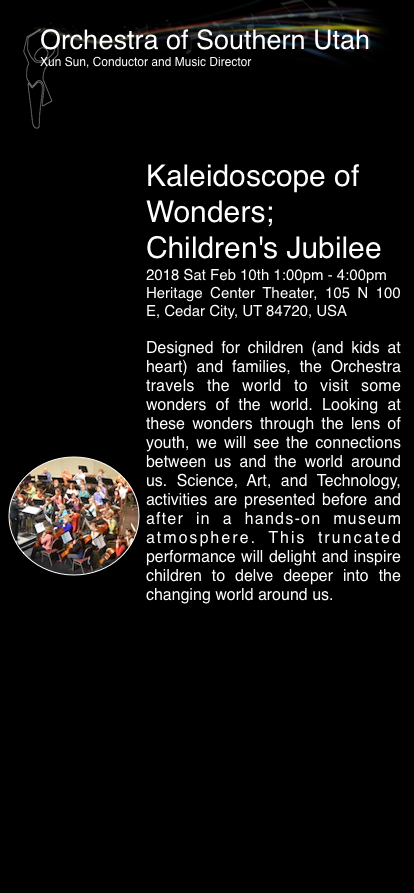 Orchestra of Southern Utah
Xun Sun, Conductor and Music Director
Kaleidoscope of
Wonders;
Children's Jubilee
2018 Sat Feb 10th 1:00pm - 4:00pm
Heritage Center Theater, 105 N 100
E, Cedar City, UT 84720, USA
Designed for children (and kids at
heart) and families, the Orchestra
travels the world to visit some
wonders of the world. Looking at
these wonders through the lens of
youth, we will see the connections
between us and the world around
us. Science, Art, and Technology,
activities are presented before and
after in a hands-on museum
atmosphere. This truncated
performance will delight and inspire
children to delve deeper into the
changing world around us.